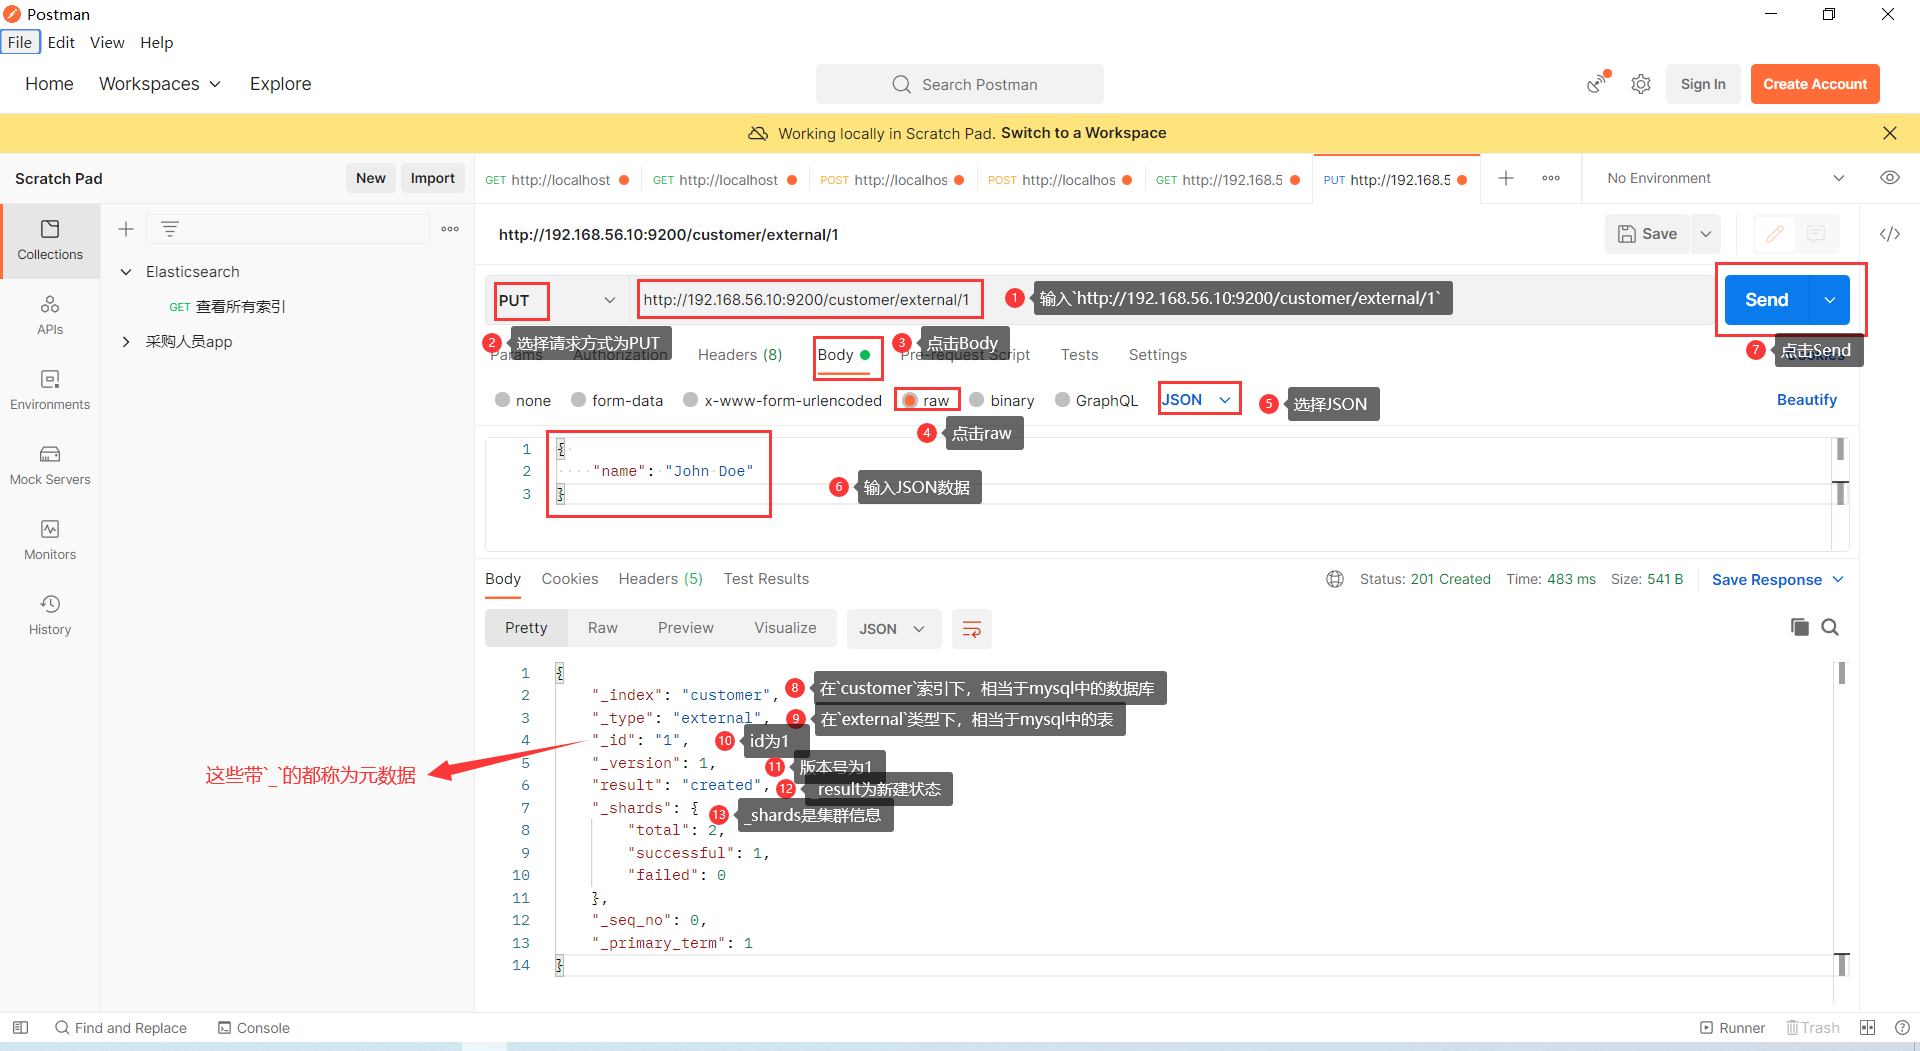 Postman
File Edit View Help
Home Workspaces Explore
Search Postman
Sign In Create Account
Working locally in Scratch Pad. Switch to a Workspace
Scratch Pad New Import
GET http://localhost GET http://localhost POST http://localhos POST http://localhos GET http://192.168.5 PUT http://192.168.5
No Environment
Collections
APIs
Environments
Mock Servers
Monitors
History
Elasticsearch
GET 查看所有索引
采购人员app
http://192.168.56.10:9200/customer/external/1
Save
PUT http://192.168.56.10:9200/customer/external/1
1 输入`http://192.168.56.10:9200/customer/external/1`
Send
2 选择请求方式为PUT
3 点击Body
7 点击Send
Params Authorization Headers (8) Body Pre-request Script Tests Settings Cookies
none form-data x-www-form-urlencoded raw binary GraphQL JSON
5 选择JSON
Beautify
4 点击raw
1 {
2 "name": "John Doe"
3 }
6 输入JSON数据
Body Cookies Headers (5) Test Results
Status: 201 Created Time: 483 ms Size: 541 B Save Response
Pretty Raw Preview Visualize JSON
1 {
2 "_index": "customer",
8 在`customer`索引下，相当于mysql中的数据库
3 "_type": "external",
9 在`external`类型下，相当于mysql中的表
4 "_id": "1",
10 id为1
5 "_version": 1,
11 版本号为1
6 "result": "created",
12 _result为新建状态
7 "_shards": {
13 _shards是集群信息
8 "total": 2,
9 "successful": 1,
10 "failed": 0
11 },
12 "_seq_no": 0,
13 "_primary_term": 1
14 }
这些带`_`的都称为元数据
Find and Replace Console
Runner Trash